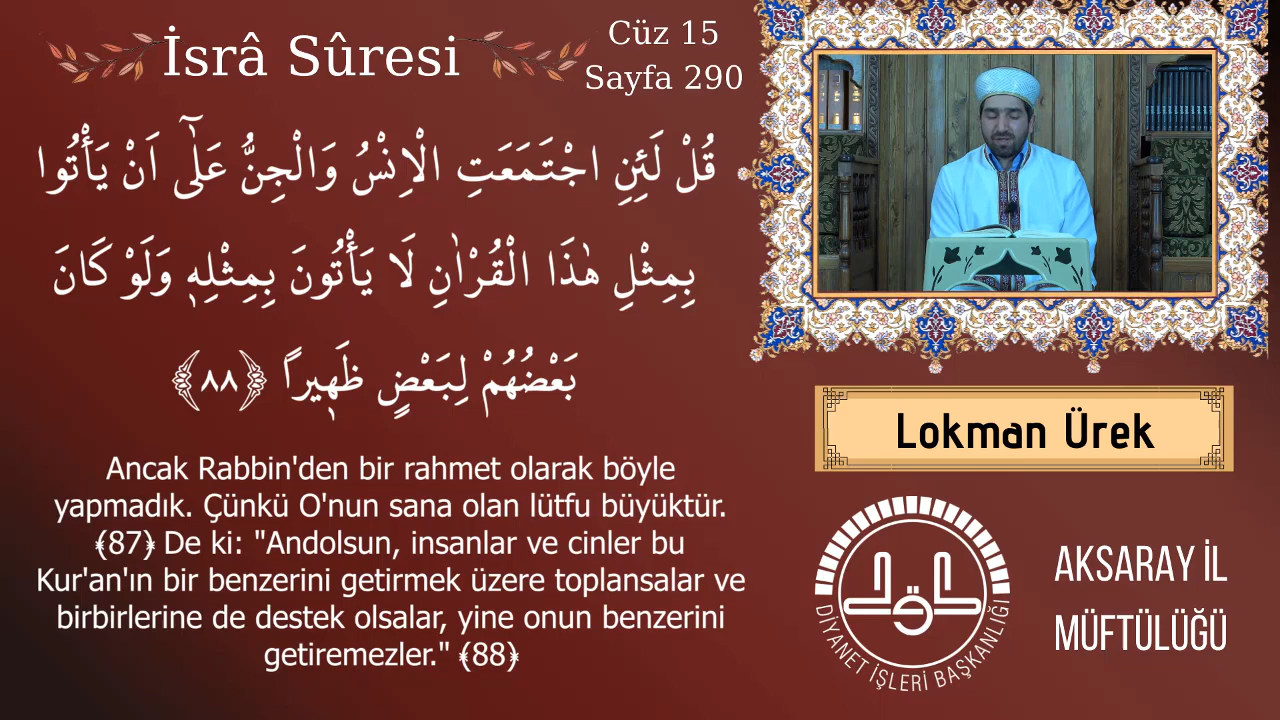 İsrâ Sûresi
Cüz 15
Sayfa 290
قُلْ لَئِنِ اجْتَمَعَتِ الْاِنْسُ وَالْجِنُّ عَلٰٓى اَنْ يَأْتُوا
بِمِثْلِ هٰذَا الْقُرْاٰنِ لَا يَأْتُونَ بِمِثْلِه۪ وَلَوْ كَانَ
بَعْضُهُمْ لِبَعْضٍ ظَه۪يراً ﴿٨٨﴾
Ancak Rabbin'den bir rahmet olarak böyle
yapmadık. Çünkü O'nun sana olan lütfu büyüktür.
﴾87﴿ De ki: "Andolsun, insanlar ve cinler bu
Kur'an'ın bir benzerini getirmek üzere toplansalar ve
birbirlerine de destek olsalar, yine onun benzerini
getiremezler." ﴾88﴿
Lokman Ürek
DİYANET İŞLERİ BAŞKANLIĞI
AKSARAY İL
MÜFTÜLÜĞÜ